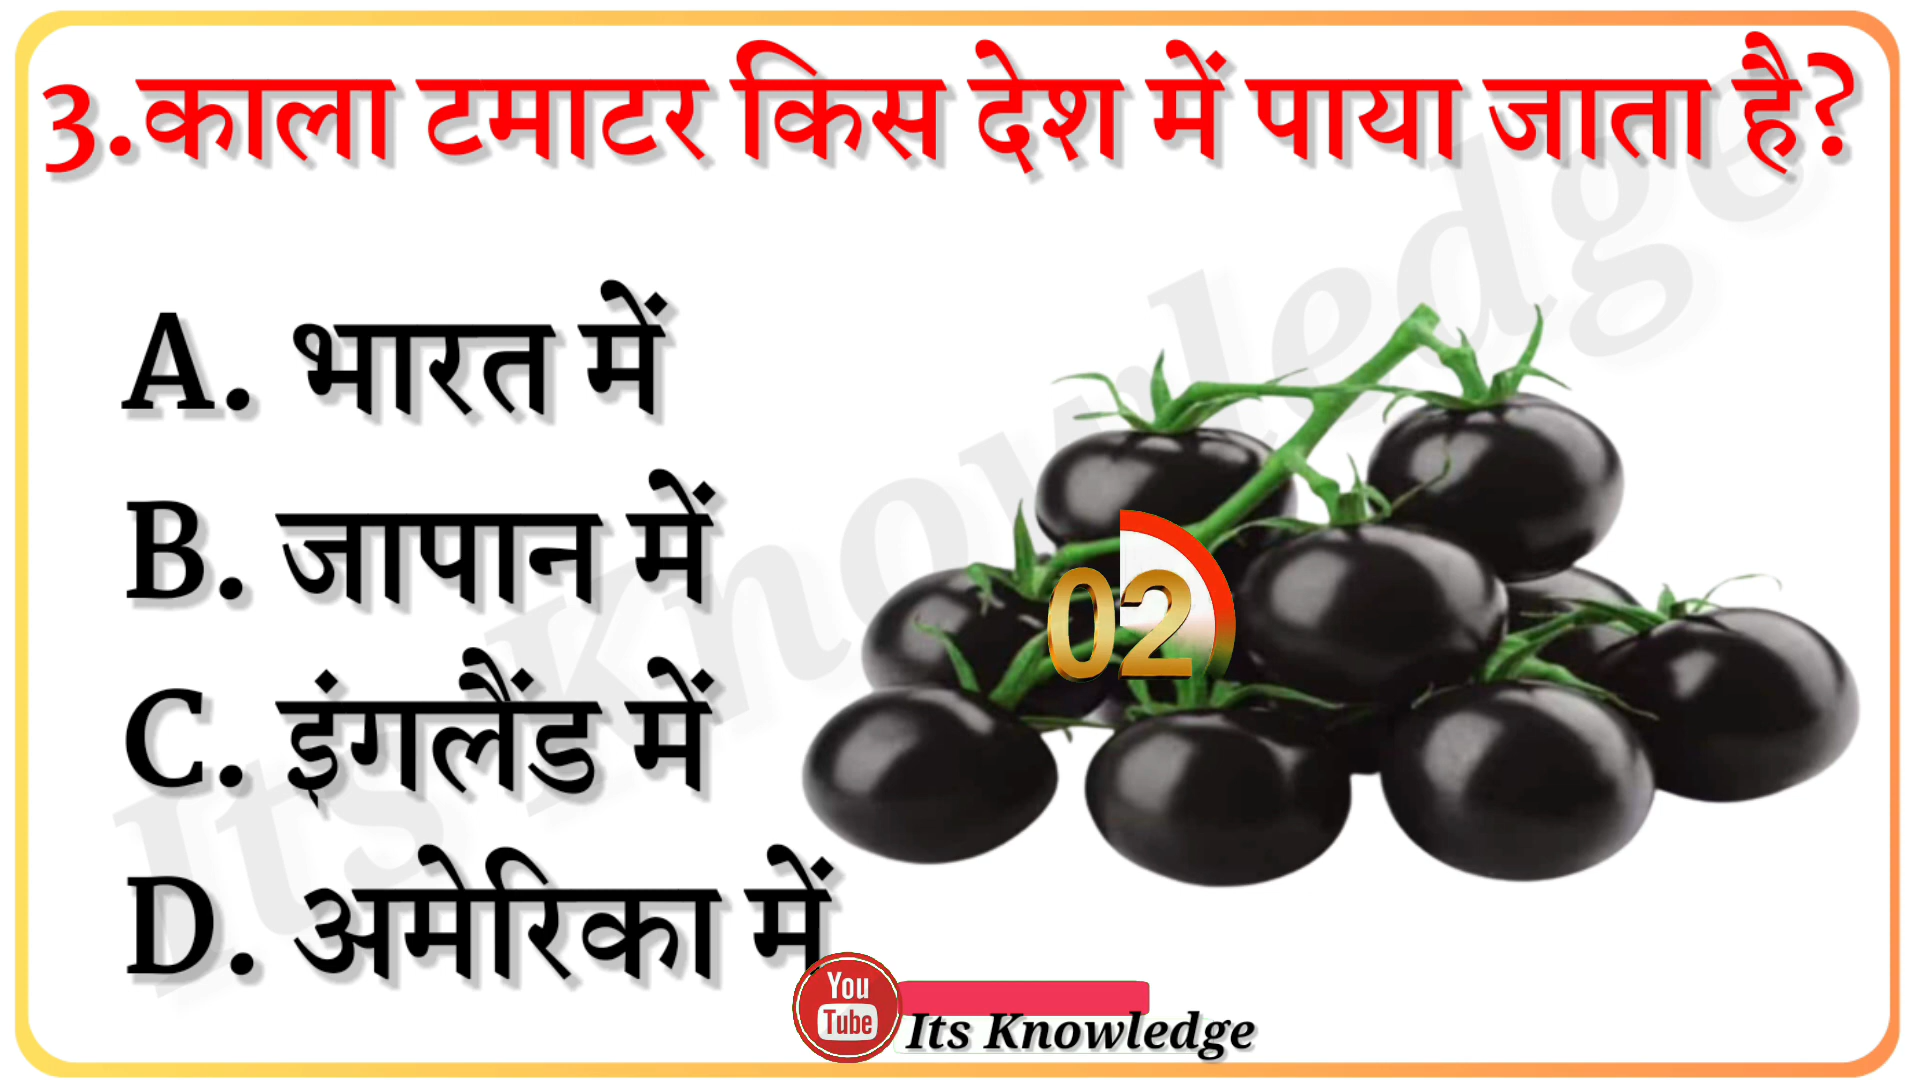 3.काला टमाटर किस देश में पाया जाता है?
A. भारत में
B. जापान में
C. इंगलैंड में
D. अमेरिका में
02
Its Knowledge
You
Tube
Its Knowledge